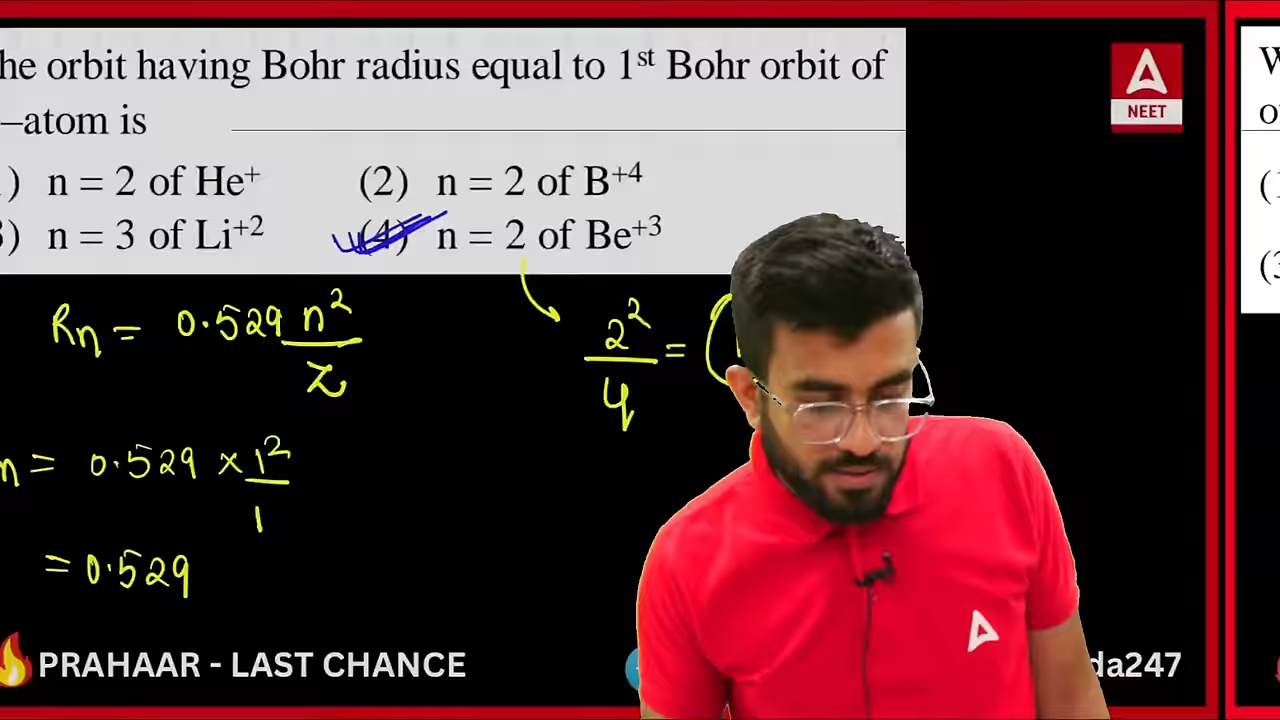 he orbit having Bohr radius equal to 1st Bohr orbit of
–atom is
) n = 2 of He+ (2) n = 2 of B+4
) n = 3 of Li+2 (4) n = 2 of Be+3
Rn = 0.529 n²
z
2²
4
=
n = 0.529 × 1²
1
= 0.529
NEET
PRAHAAR - LAST CHANCE
da247
W
o
(
(3